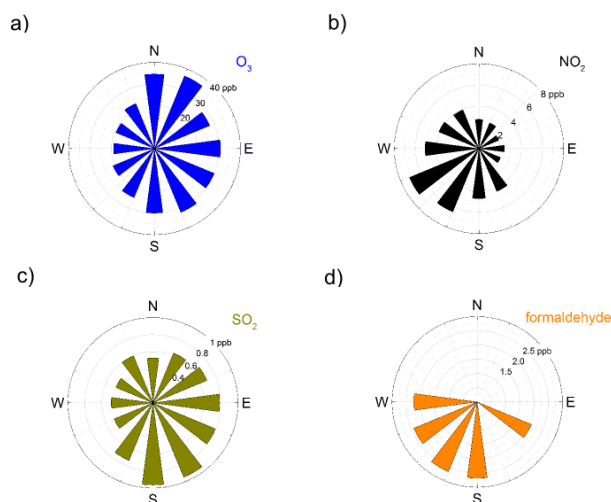 a)
N
O₃
40 ppb
30
20
W
E
S
b)
N
NO₂
8 ppb
6
4
2
W
E
S
c)
N
SO₂
1 ppb
0.8
0.6
0.4
W
E
S
d)
N
formaldehyde
2.5 ppb
2.0
1.5
W
E
S